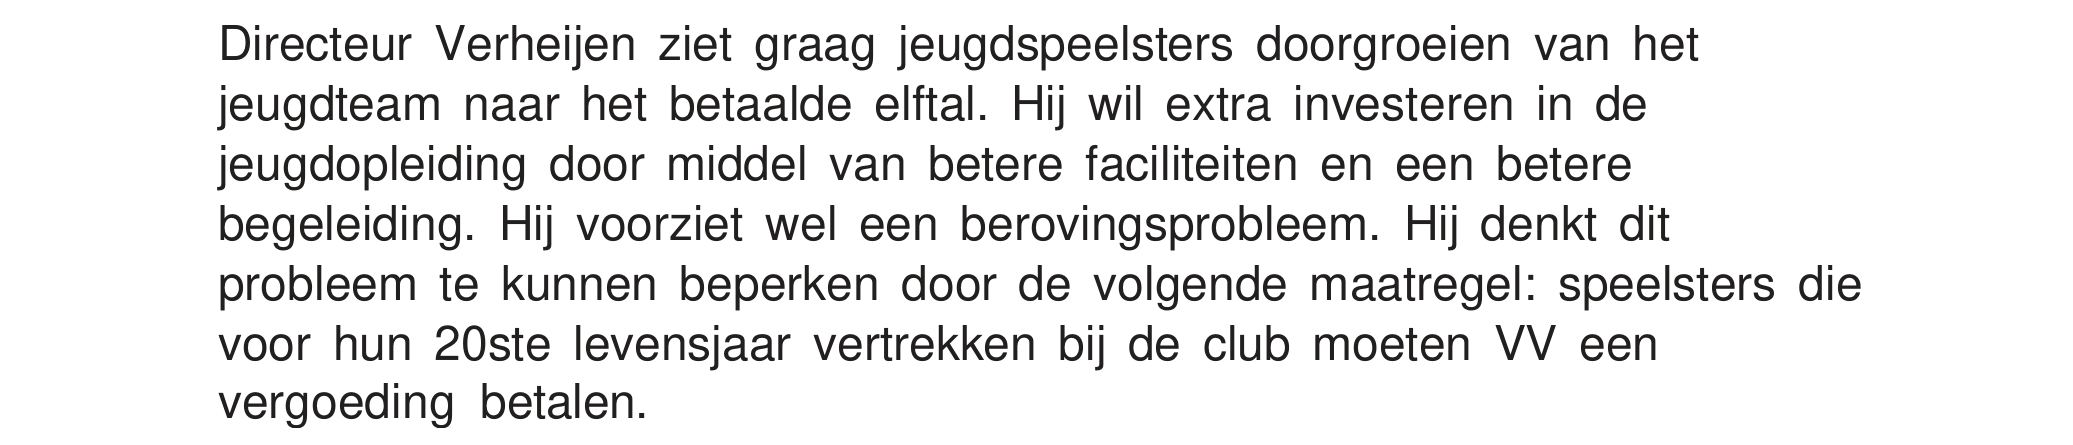 Directeur Verheijen ziet graag jeugdspeelsters doorgroeien van het
jeugdteam naar het betaalde elftal. Hij wil extra investeren in de
jeugdopleiding door middel van betere faciliteiten en een betere
begeleiding. Hij voorziet wel een berovingsprobleem. Hij denkt dit
probleem te kunnen beperken door de volgende maatregel: speelsters die
voor hun 20ste levensjaar vertrekken bij de club moeten VV een
vergoeding betalen.